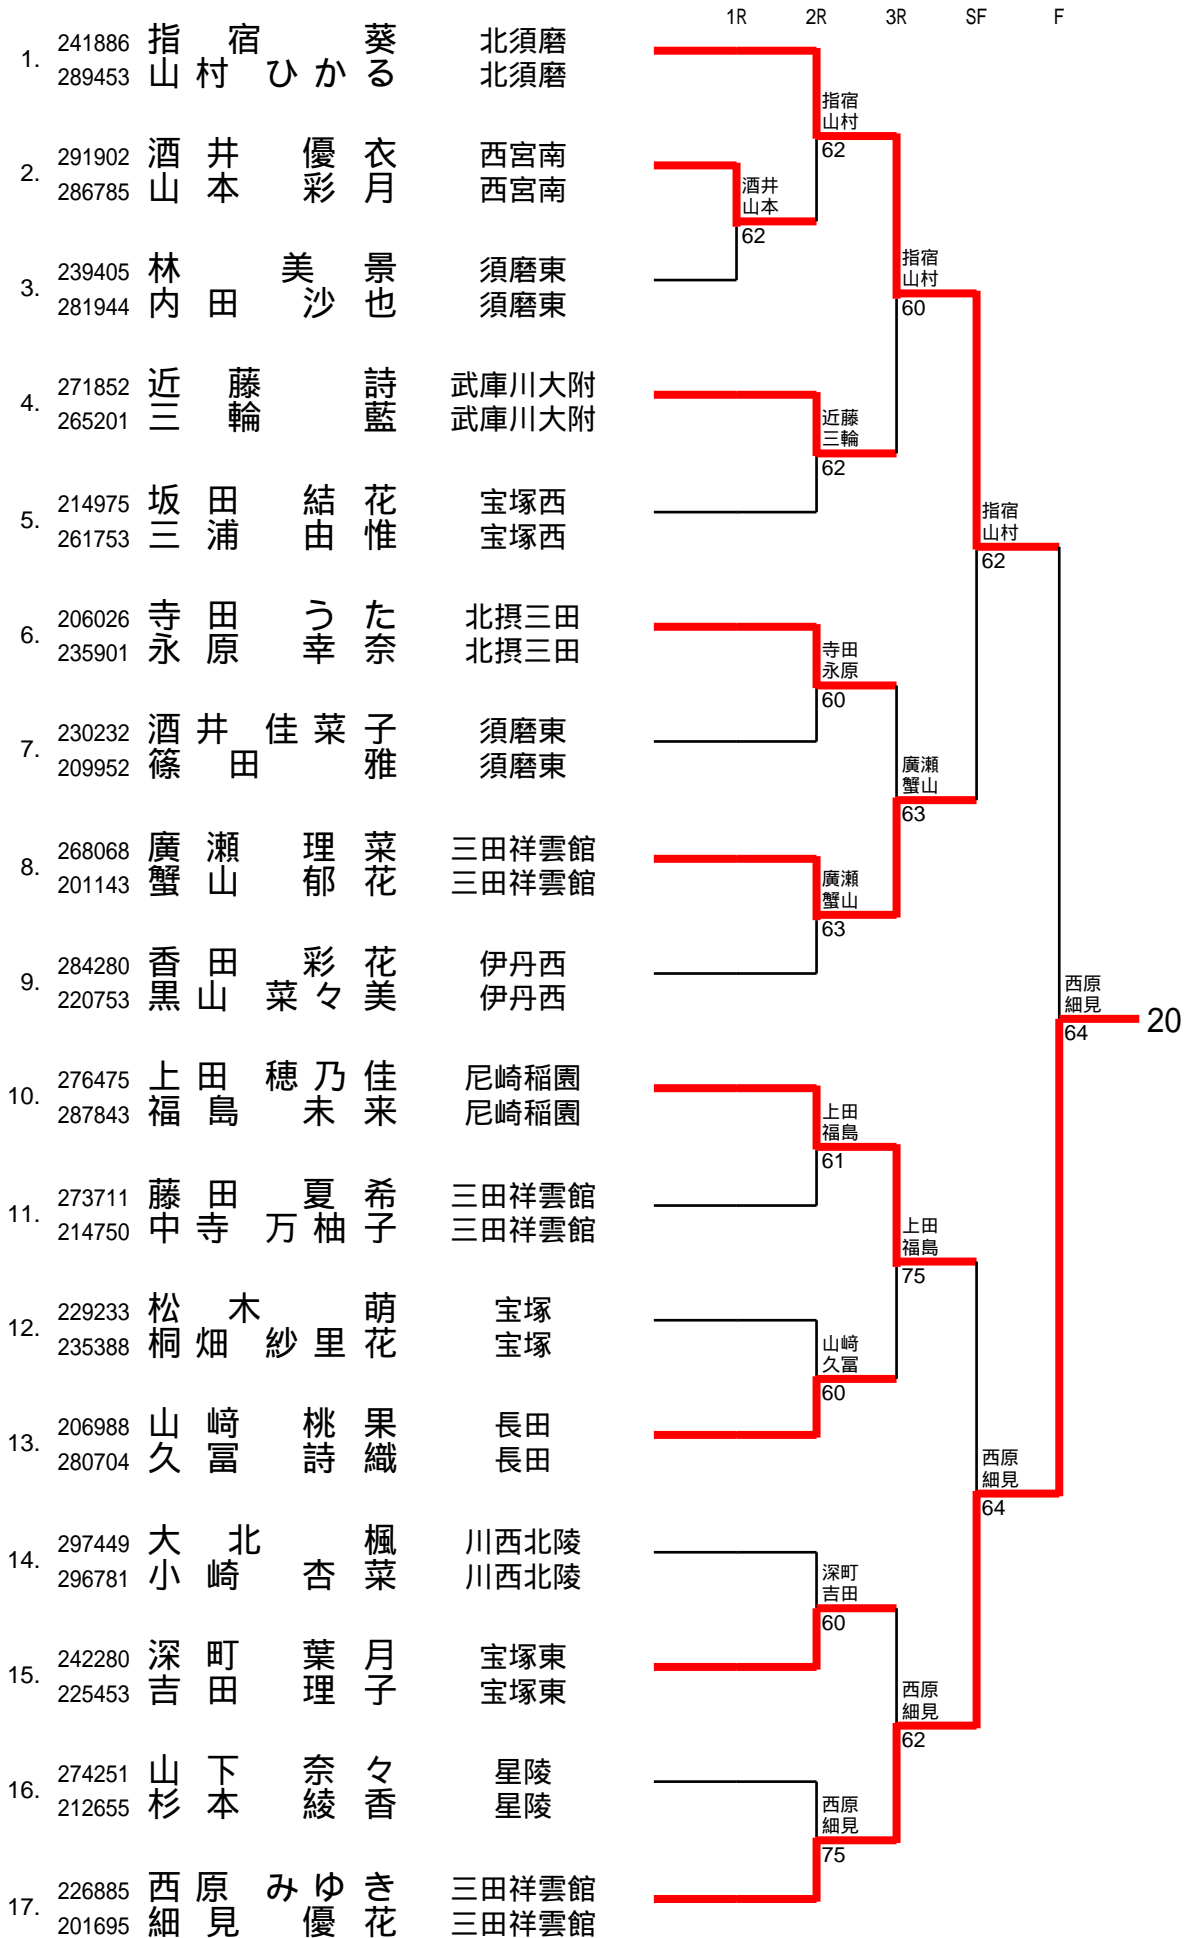 1R 2R 3R SF F
1. 241886 指宿 葵 北須磨
289453 山村 ひかる 北須磨
指宿
山村
62
2. 291902 酒井 優衣 西宮南
286785 山本 彩月 西宮南
酒井
山本
62
3. 239405 林 美景 須磨東
281944 内田 沙也 須磨東
指宿
山村
60
4. 271852 近藤 詩 武庫川大附
265201 三輪 藍 武庫川大附
近藤
三輪
62
5. 214975 坂田 結花 宝塚西
261753 三浦 由惟 宝塚西
指宿
山村
62
6. 206026 寺田 うた 北摂三田
235901 永原 幸奈 北摂三田
寺田
永原
60
7. 230232 酒井 佳菜子 須磨東
209952 篠田 雅 須磨東
廣瀬
蟹山
63
8. 268068 廣瀬 理菜 三田祥雲館
201143 蟹山 郁花 三田祥雲館
廣瀬
蟹山
63
9. 284280 香田 彩花 伊丹西
220753 黒山 菜々美 伊丹西
西原
細見
64
20
10. 276475 上田 穂乃佳 尼崎稲園
287843 福島 未来 尼崎稲園
上田
福島
61
11. 273711 藤田 夏希 三田祥雲館
214750 中寺 万柚子 三田祥雲館
上田
福島
75
12. 229233 松木 萌 宝塚
235388 桐畑 紗里花 宝塚
山﨑
久冨
60
13. 206988 山﨑 桃果 長田
280704 久冨 詩織 長田
西原
細見
64
14. 297449 大北 楓 川西北陵
296781 小崎 杏菜 川西北陵
深町
吉田
60
15. 242280 深町 葉月 宝塚東
225453 吉田 理子 宝塚東
西原
細見
62
16. 274251 山下 奈々 星陵
212655 杉本 綾香 星陵
西原
細見
75
17. 226885 西原 みゆき 三田祥雲館
201695 細見 優花 三田祥雲館